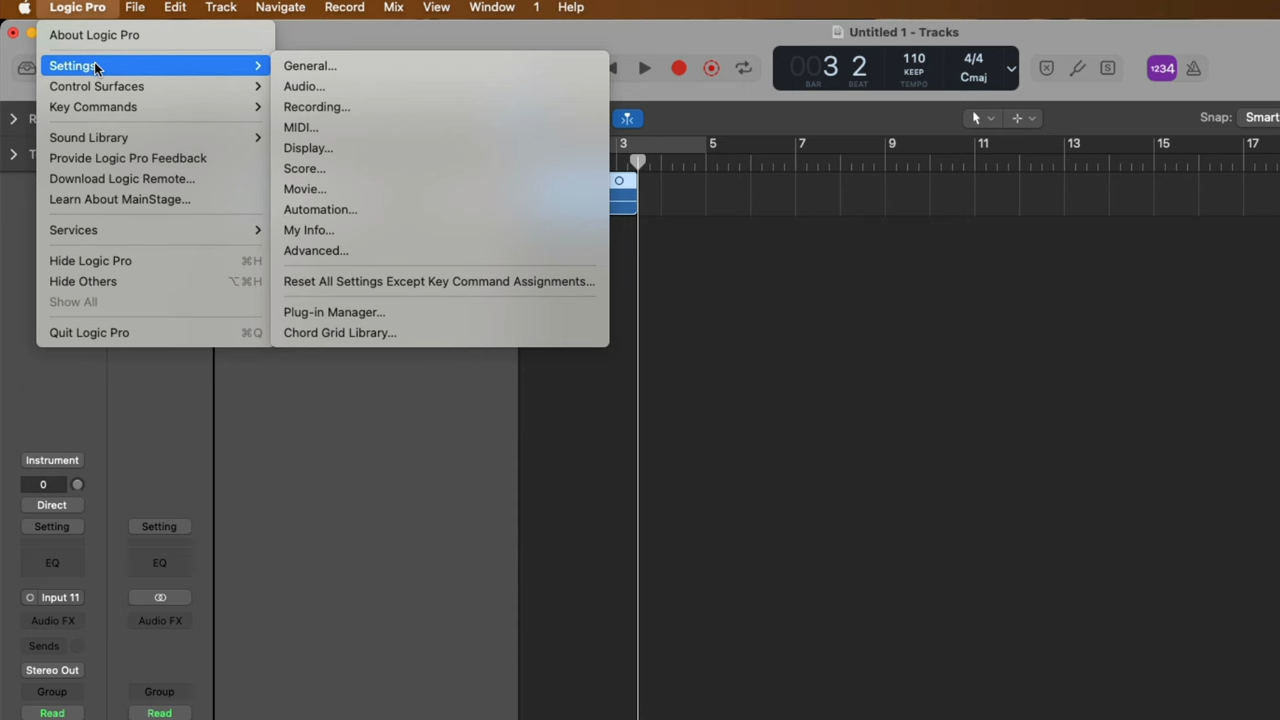 Logic Pro File Edit Track Navigate Record Mix View Window 1 Help
About Logic Pro
Settings
Control Surfaces
Key Commands
Sound Library
Provide Logic Pro Feedback
Download Logic Remote...
Learn About MainStage...
Services
Hide Logic Pro ⌘H
Hide Others ⌥⌘H
Show All
Quit Logic Pro ⌘Q
General...
Audio...
Recording...
MIDI...
Display...
Score...
Movie...
Automation...
My Info...
Advanced...
Reset All Settings Except Key Command Assignments...
Plug-in Manager...
Chord Grid Library...
Untitled 1 - Tracks
003 2 110 4/4
KEEP Cmaj
BAR BEAT TEMPO
S 1234
Snap: Smart
3 5 7 9 11 13 15 17
Instrument
0
Direct
Setting Setting
EQ EQ
Input 11
Audio FX Audio FX
Sends
Stereo Out
Group Group
Read Read